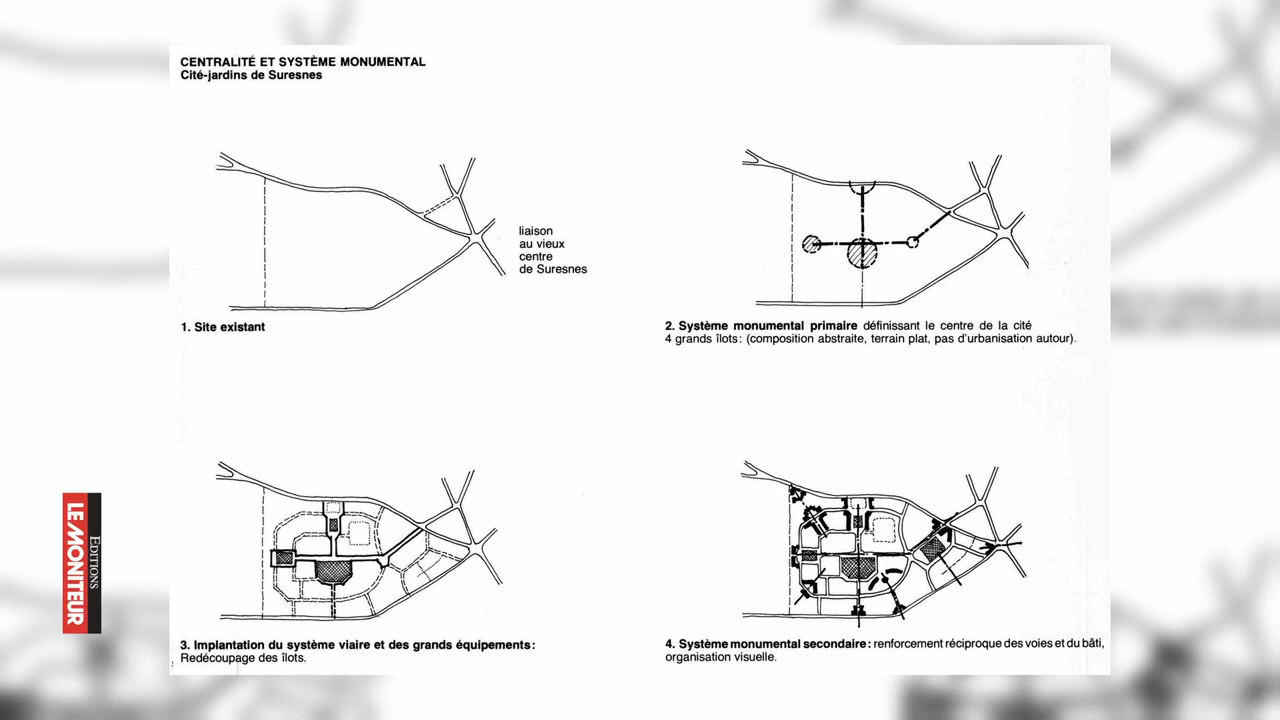 CENTRALITÉ ET SYSTÈME MONUMENTAL
Cité-jardins de Suresnes
liaison
au vieux
centre
de Suresnes
1. Site existant
2. Système monumental primaire définissant le centre de la cité
4 grands îlots: (composition abstraite, terrain plat, pas d'urbanisation autour).
3. Implantation du système viaire et des grands équipements:
Redécoupage des îlots.
4. Système monumental secondaire: renforcement réciproque des voies et du bâti,
organisation visuelle.
EDITIONS
LE MONITEUR